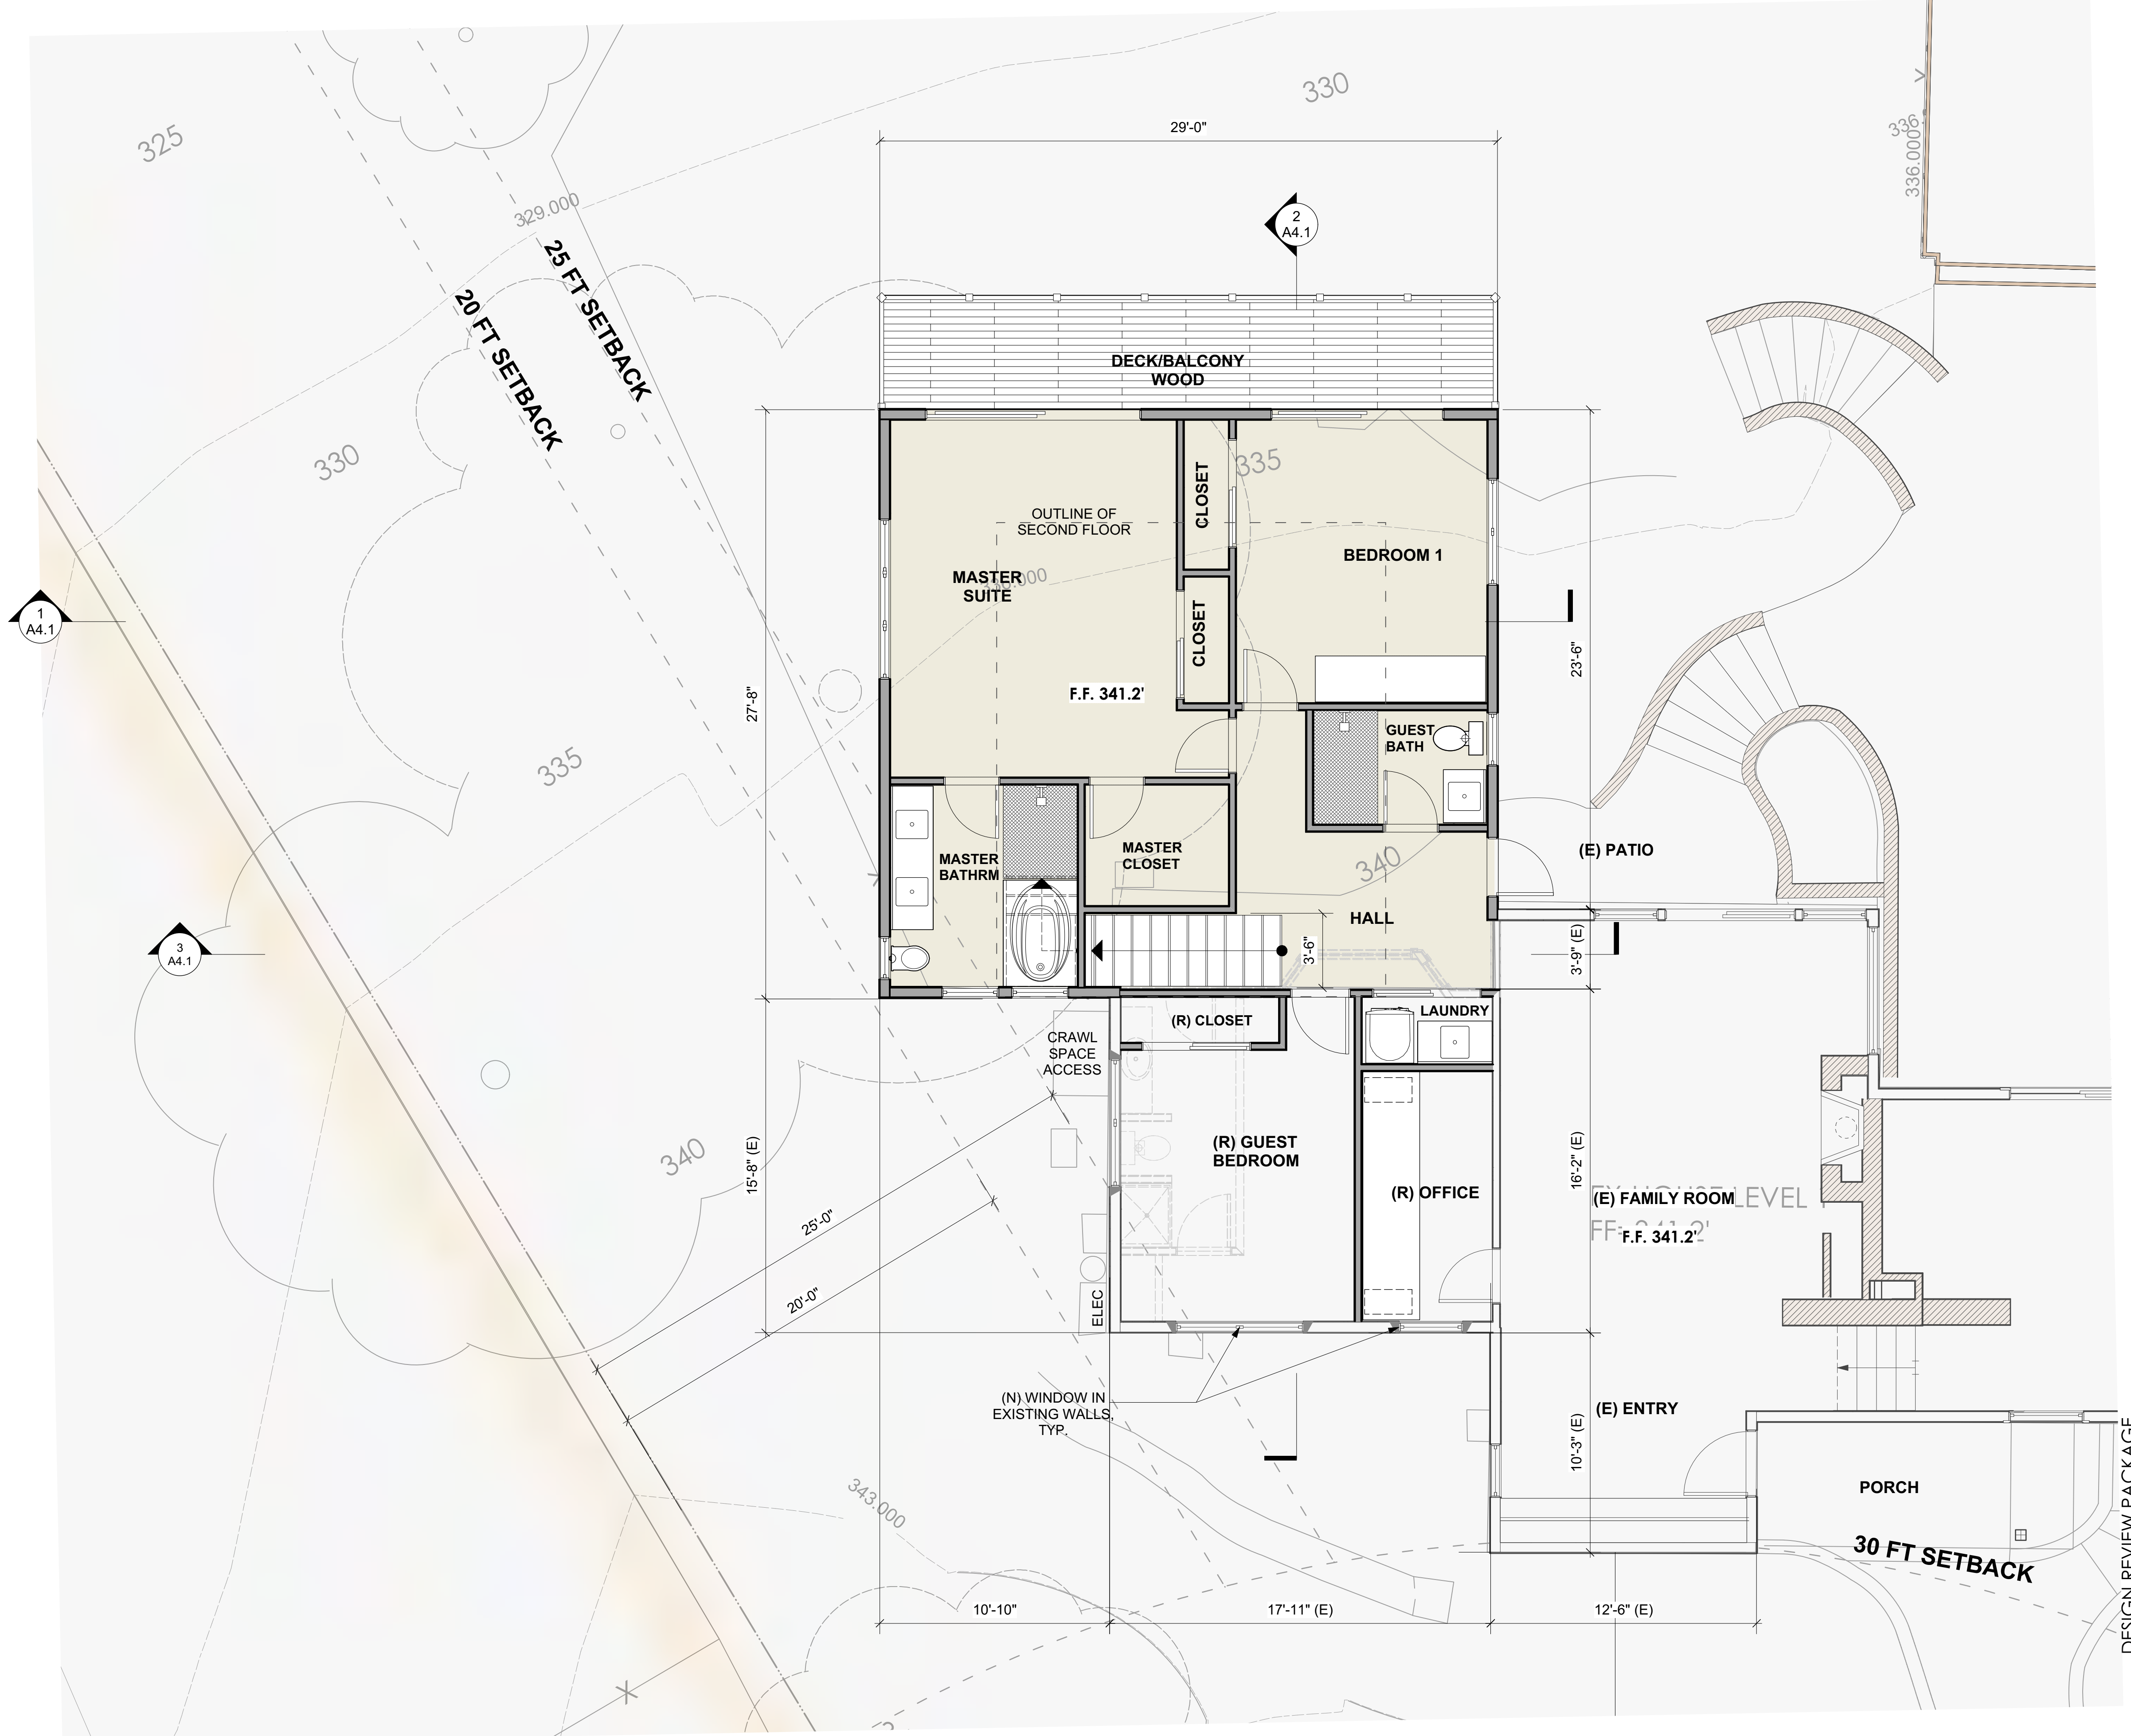 330
325
336.
336.000
29'-0"
329.000
2
A4.1
25 FT SETBACK
20 FT SETBACK
DECK/BALCONY
WOOD
330
335
CLOSET
OUTLINE OF
SECOND FLOOR
BEDROOM 1
MASTER
SUITE
CLOSET
1
A4.1
23'-6"
F.F. 341.2'
27'-8"
GUEST
BATH
335
MASTER
BATHRM
MASTER
CLOSET
340
(E) PATIO
HALL
3'-6"
3'-9" (E)
3
A4.1
(R) CLOSET
LAUNDRY
CRAWL
SPACE
ACCESS
340
15'-8" (E)
(R) GUEST
BEDROOM
(R) OFFICE
16'-2" (E)
(E) FAMILY ROOM
LEVEL
F.F. 341.2'
25'-0"
20'-0"
ELEC
(N) WINDOW IN
EXISTING WALLS,
TYP.
(E) ENTRY
10'-3" (E)
PORCH
343.000
30 FT SETBACK
DESIGN REVIEW PACKAGE
10'-10"
17'-11" (E)
12'-6" (E)